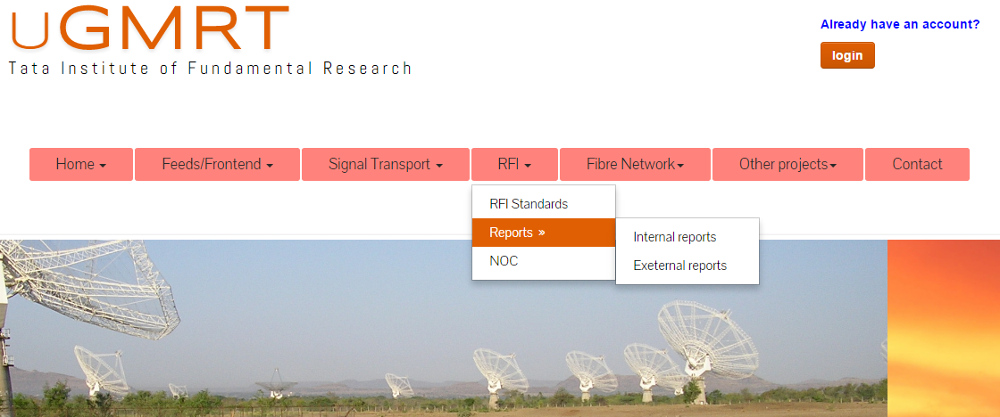 uGMRT
Already have an account?
Tata Institute of Fundamental Research
login
Home Feeds/Frontend Signal Transport RFI Fibre Network Other projects Contact
RFI Standards
Reports »
Internal reports
NOC
Exeternal reports